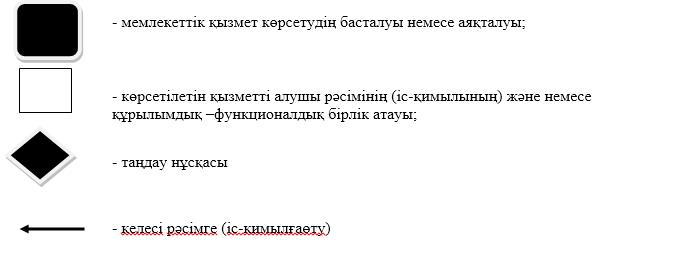 - мемлекеттік қызмет көрсетудің басталуы немесе аяқталуы;
- көрсетілетін қызметті алушы рәсімінің (іс-қимылының) және немесе
құрылымдық –функционалдық бірлік атауы;
- таңдау нұсқасы
- келесі рәсімге (іс-қимылғаөту)